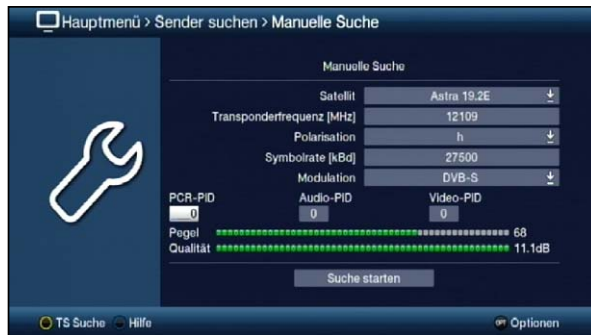 Hauptmenü > Sender suchen > Manuelle Suche
Manuelle Suche
Satellit Astra 19.2E
Transponderfrequenz [MHz] 12109
Polarisation h
Symbolrate [kBd] 27500
Modulation DVB-S
PCR-PID Audio-PID Video-PID
0 0 0
Pegel 68
Qualität 11.1dB
Suche starten
TS Suche Hilfe OPT Optionen